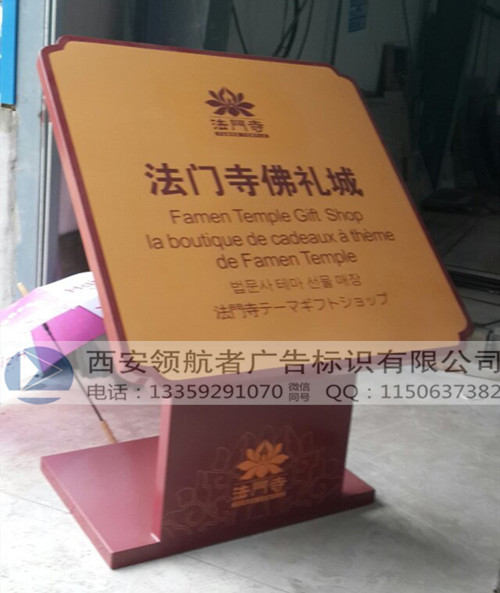 法門寺
FAMEN TEMPLE
法门寺佛礼城
Famen Temple Gift Shop
la boutique de cadeaux à thème
de Famen Temple
법문사 테마 선물 매장
法門寺テーマギフトショップ
西安领航者广告标识有限公司
电话：13359291070 微信同号 QQ：1150637382
法門寺